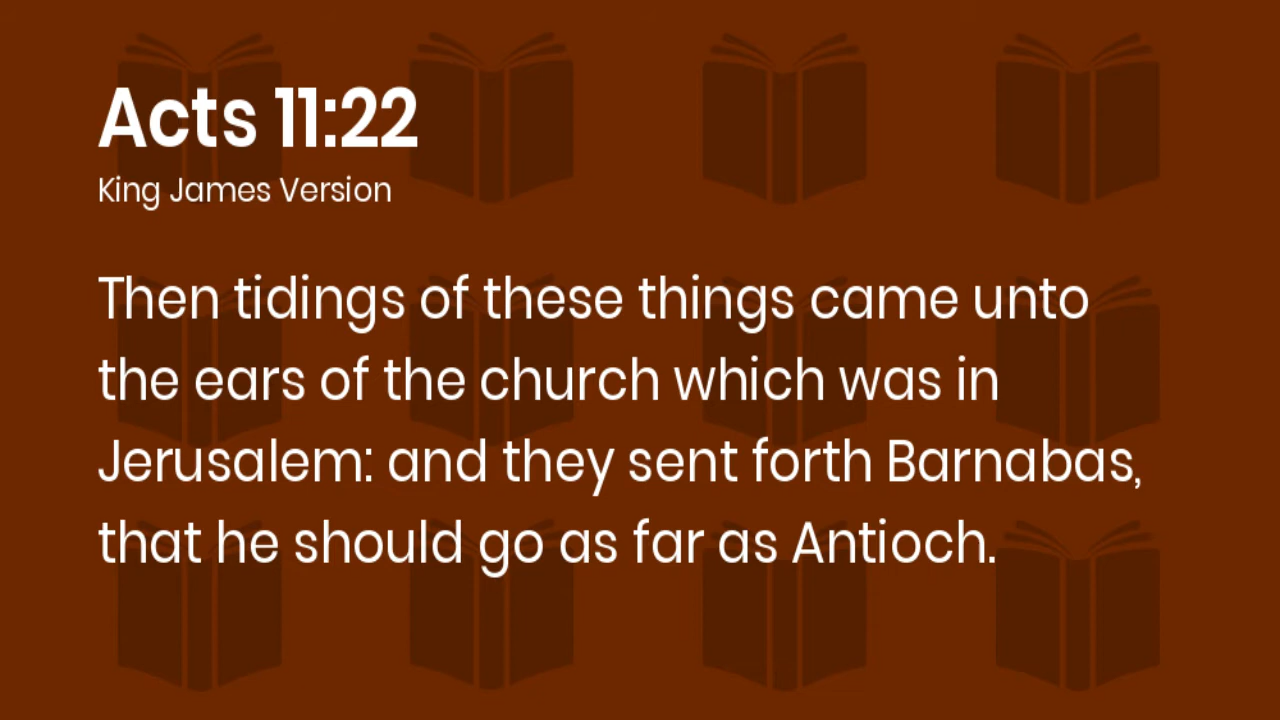 Acts 11:22
King James Version
Then tidings of these things came unto
the ears of the church which was in
Jerusalem: and they sent forth Barnabas,
that he should go as far as Antioch.